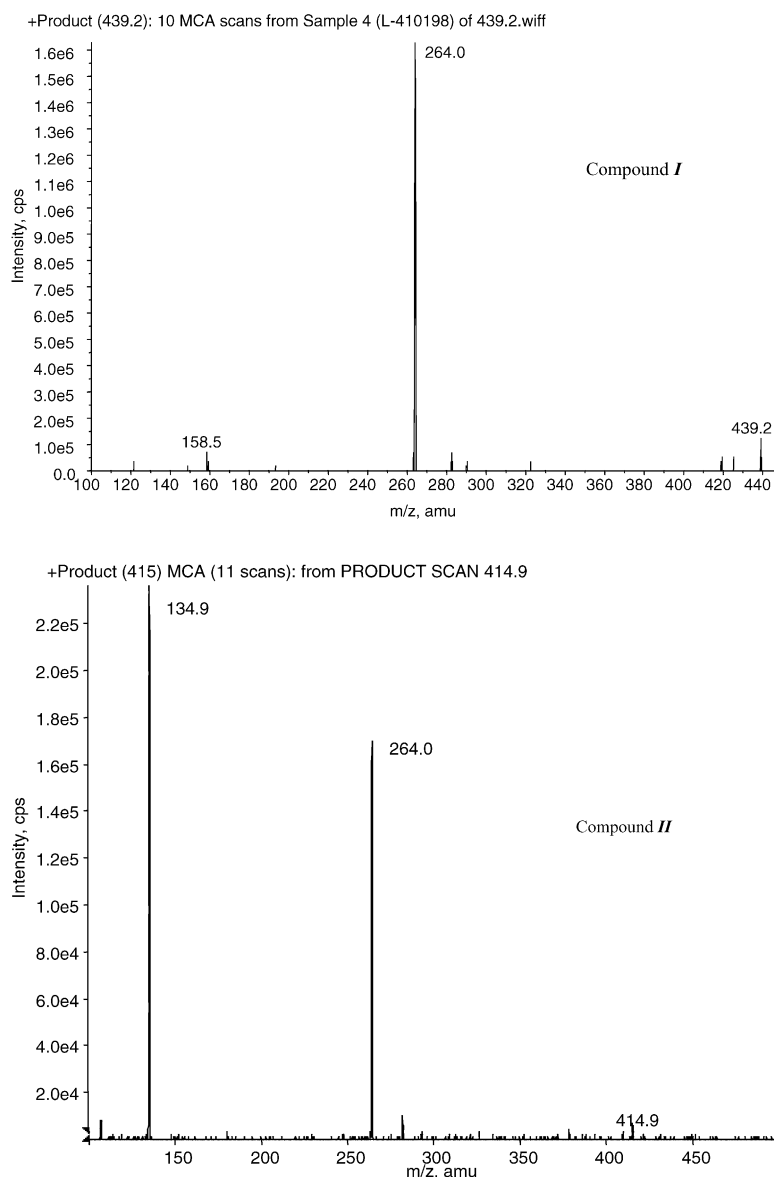 +Product (439.2): 10 MCA scans from Sample 4 (L-410198) of 439.2.wiff
1.6e6
264.0
1.5e6
1.4e6
1.3e6
1.2e6
Compound I
1.1e6
1.0e6
9.0e5
8.0e5
7.0e5
6.0e5
5.0e5
4.0e5
3.0e5
2.0e5
158.5
439.2
1.0e5
0.0
Intensity, cps
100 120 140 160 180 200 220 240 260 280 300 320 340 360 380 400 420 440
m/z, amu
+Product (415) MCA (11 scans): from PRODUCT SCAN 414.9
134.9
2.2e5
2.0e5
1.8e5
264.0
1.6e5
1.4e5
Compound II
1.2e5
1.0e5
8.0e4
6.0e4
4.0e4
2.0e4
414.9
Intensity, cps
150 200 250 300 350 400 450
m/z, amu